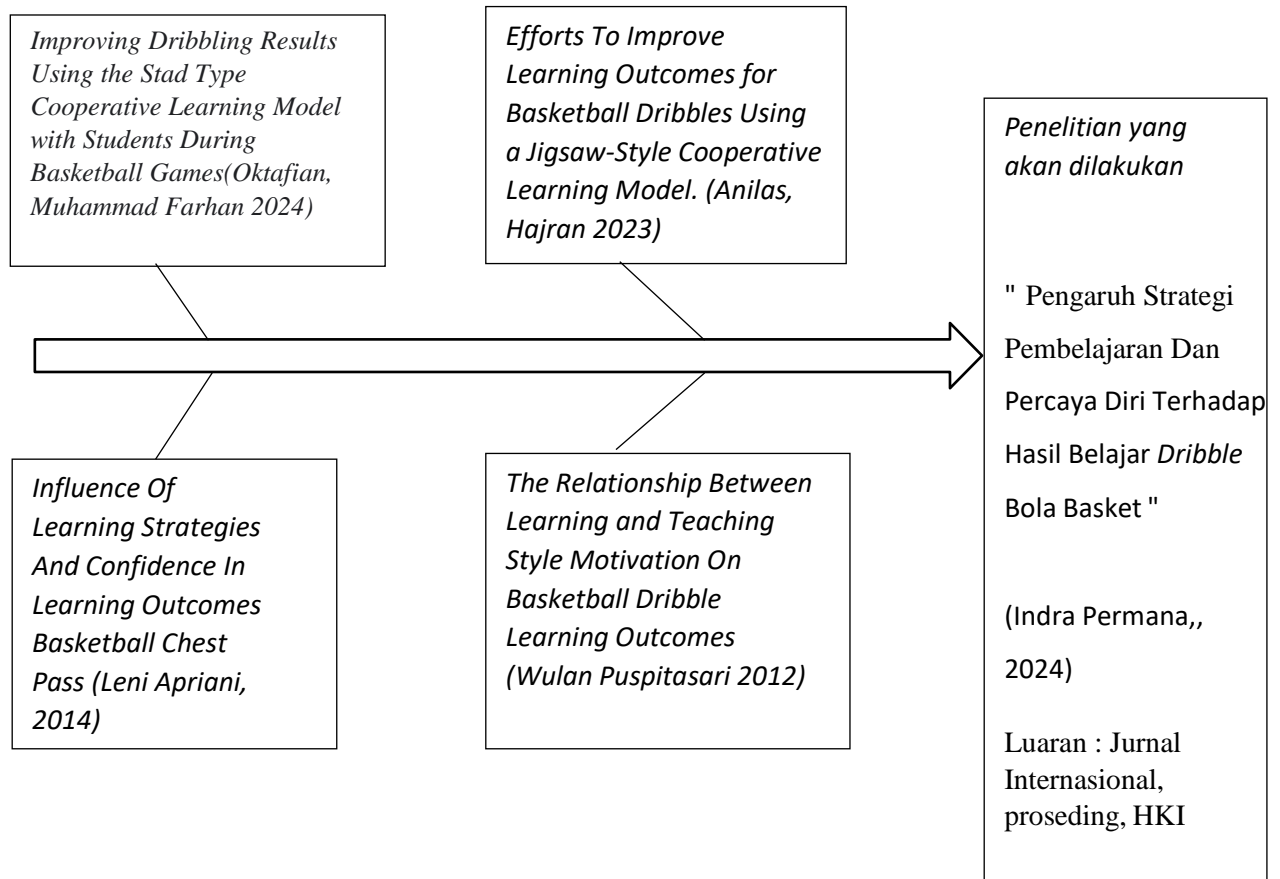 Improving Dribbling Results
Using the Stad Type
Cooperative Learning Model
with Students During
Basketball Games(Oktafian,
Muhammad Farhan 2024)
Efforts To Improve
Learning Outcomes for
Basketball Dribbles Using
a Jigsaw-Style Cooperative
Learning Model. (Anilas,
Hajran 2023)
Influence Of
Learning Strategies
And Confidence In
Learning Outcomes
Basketball Chest
Pass (Leni Apriani,
2014)
The Relationship Between
Learning and Teaching
Style Motivation On
Basketball Dribble
Learning Outcomes
(Wulan Puspitasari 2012)
Penelitian yang
akan dilakukan
" Pengaruh Strategi
Pembelajaran Dan
Percaya Diri Terhadap
Hasil Belajar Dribble
Bola Basket "
(Indra Permana,,
2024)
Luaran : Jurnal
Internasional,
proseding, HKI